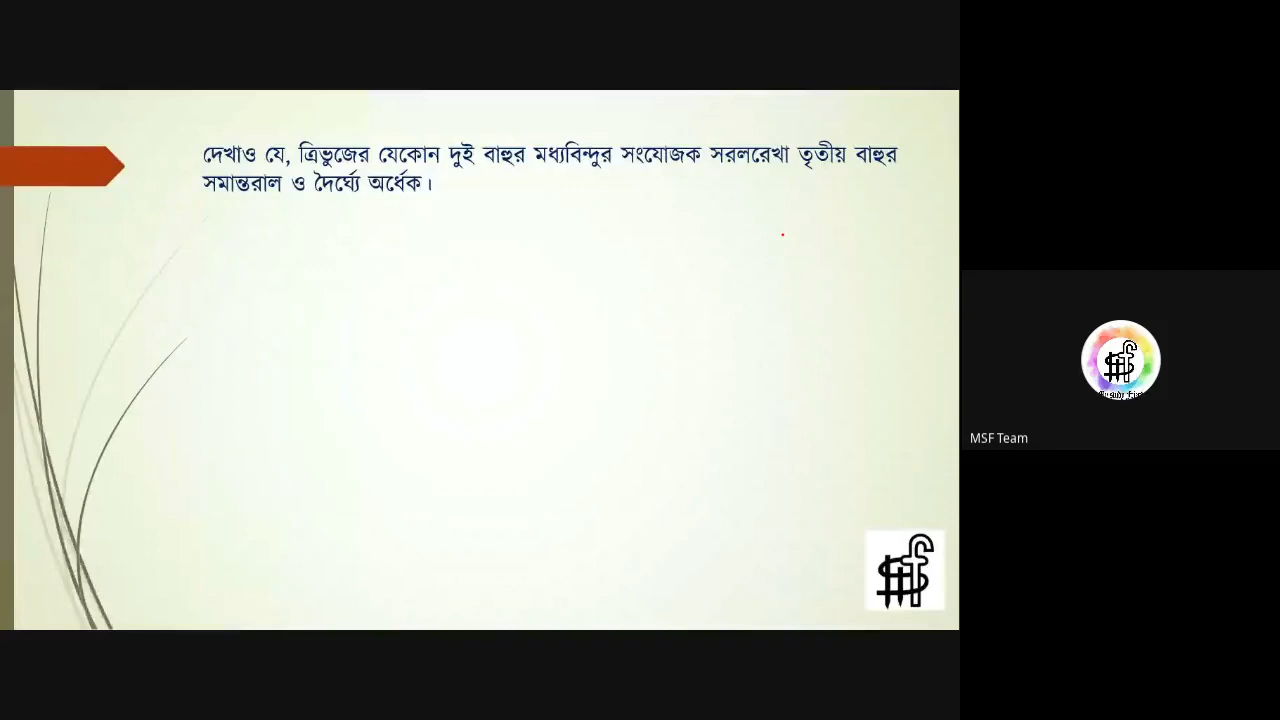 দেখাও যে, ত্রিভুজের যেকোন দুই বাহুর মধ্যবিন্দুর সংযোজক সরলরেখা তৃতীয় বাহুর
সমান্তরাল ও দৈর্ঘ্যে অর্ধেক।
MSF Team